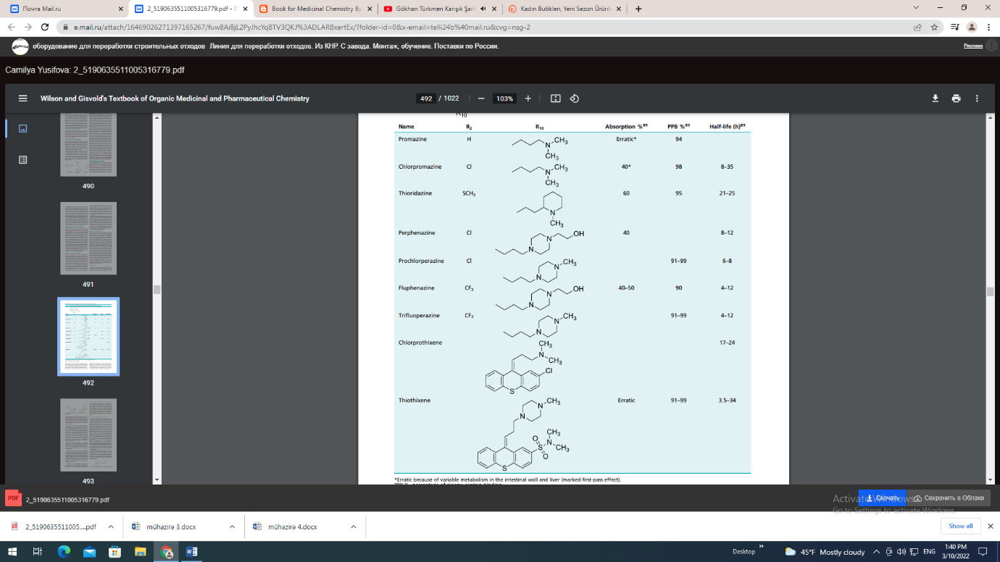 Почта Mail.ru
2_5190635511005316779.pdf - П
Book for Medicinal Chemistry By
Gökhan Türkmen Karışık Şark
Kadın Butikleri, Yeni Sezon Ürünle
e.mail.ru/attach/16469026271397165267/fuw8Ai8jL2PyJhcYqBTV3QKJ%3ADLARBxertEx/?folder-id=0&x-email=telli24b%40mail.ru&cvg=nsg-2
оборудование для переработки строительных отходов Линия для переработки отходов. Из КНР. С завода. Монтаж, обучение. Поставки по России.
Реклама
Camilya Yusifova: 2_5190635511005316779.pdf
Wilson and Gisvold's Textbook of Organic Medicinal and Pharmaceutical Chemistry
492 / 1022
103%
490
491
492
493
R10
Name R2 R10 Absorption %89 PPB %89 Half-life (h)89
Promazine H N CH3 CH3 Erratic* 94
Chlorpromazine Cl N CH3 CH3 40* 98 8–35
Thioridazine SCH3 N CH3 60 95 21–25
Perphenazine Cl N N OH 40 8–12
Prochlorperazine Cl N N CH3 91–99 6–8
Fluphenazine CF3 N N OH 40–50 90 4–12
Trifluoperazine CF3 N N CH3 91–99 4–12
Chlorprothixene CH3 N CH3 Cl S 17–24
Thiothixene N CH3 N CH3 O N S CH3 O S Erratic 91–99 3.5–34
*Erratic because of variable metabolism in the intestinal wall and liver (marked first-pass effect).
PPB %, percentage of plasma protein binding.
PDF 2_5190635511005316779.pdf
Скачать
Сохранить в Облако
Activate Windows
Go to Settings to activate Windows.
2_5190635511005....pdf
mühazirə 3.docx
mühazirə 4.docx
Show all
Desktop
45°F Mostly cloudy
ENG
1:40 PM
3/10/2022